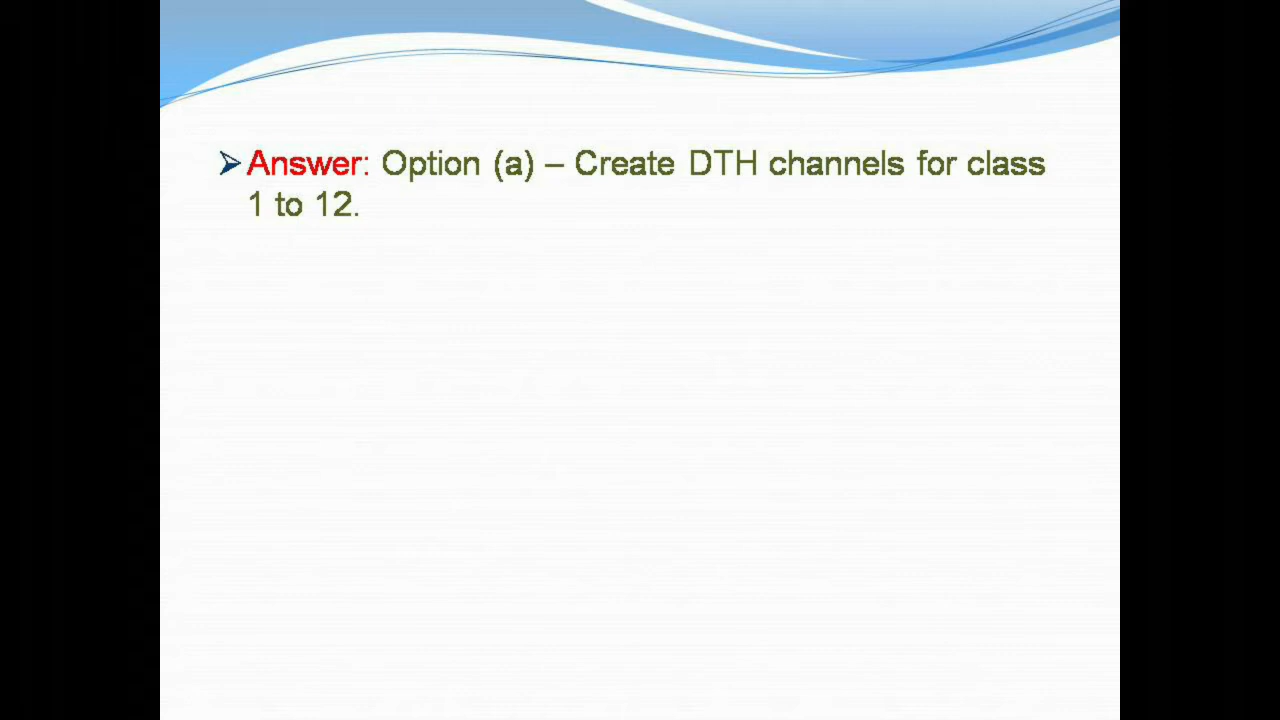 Answer: Option (a) – Create DTH channels for class
1 to 12.